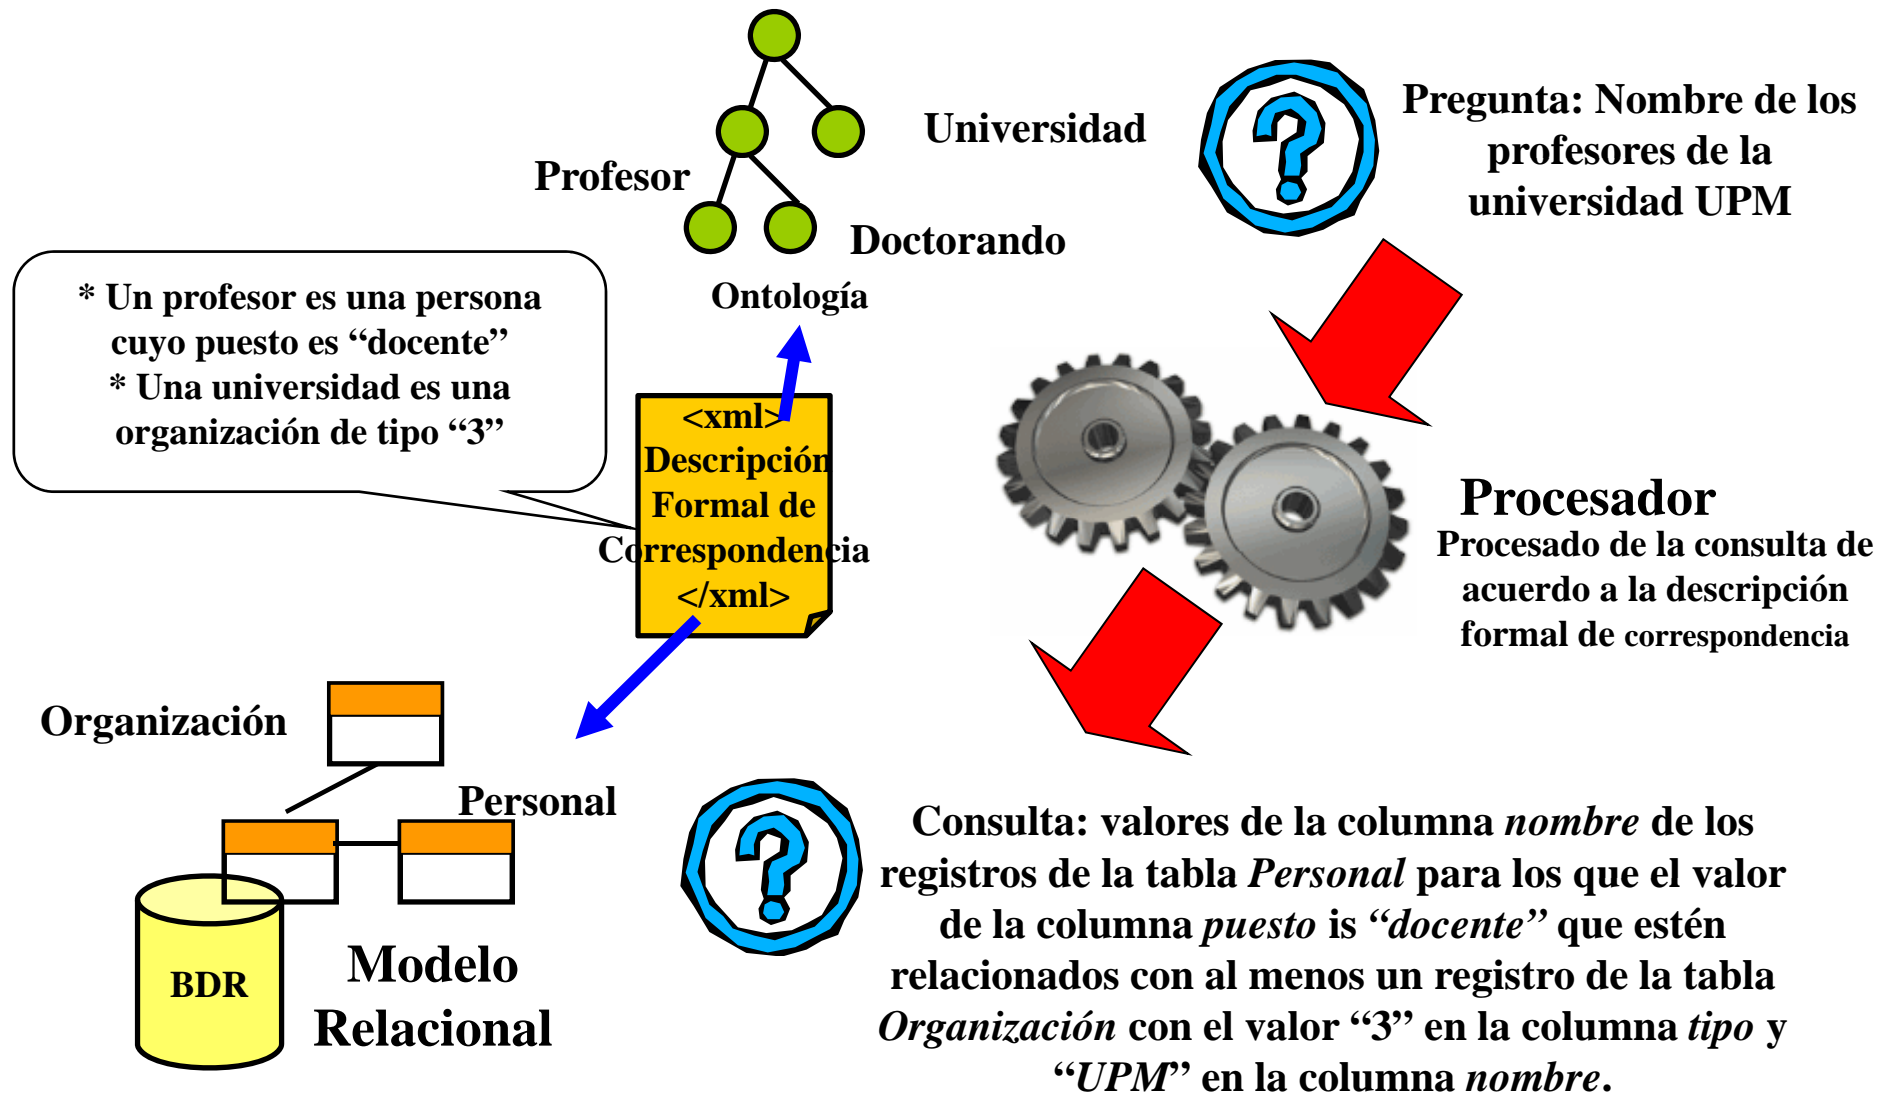 Universidad
Profesor
Doctorando
Ontología
Pregunta: Nombre de los
profesores de la
universidad UPM
* Un profesor es una persona
cuyo puesto es “docente”
* Una universidad es una
organización de tipo “3”
<xml>
Descripción
Formal de
Correspondencia
</xml>
Procesador
Procesado de la consulta de
acuerdo a la descripción
formal de correspondencia
Organización
Personal
BDR
Modelo
Relacional
Consulta: valores de la columna nombre de los
registros de la tabla Personal para los que el valor
de la columna puesto is “docente” que estén
relacionados con al menos un registro de la tabla
Organización con el valor “3” en la columna tipo y
“UPM” en la columna nombre.